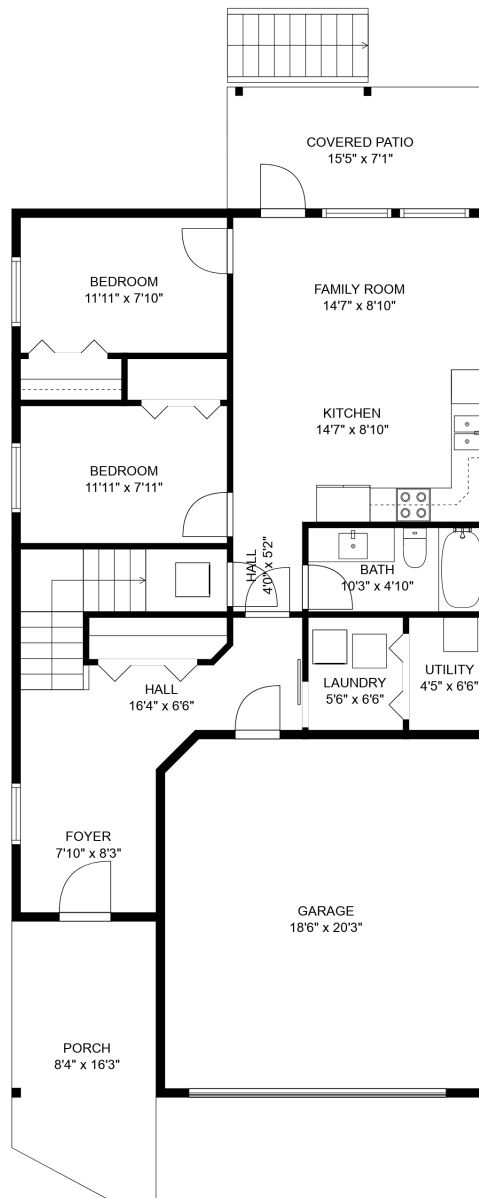 COVERED PATIO
15'5" x 7'1"
BEDROOM
11'11" x 7'10"
FAMILY ROOM
14'7" x 8'10"
KITCHEN
14'7" x 8'10"
BEDROOM
11'11" x 7'11"
HALL
4'0" x 5'2"
BATH
10'3" x 4'10"
HALL
16'4" x 6'6"
LAUNDRY
5'6" x 6'6"
UTILITY
4'5" x 6'6"
FOYER
7'10" x 8'3"
GARAGE
18'6" x 20'3"
PORCH
8'4" x 16'3"